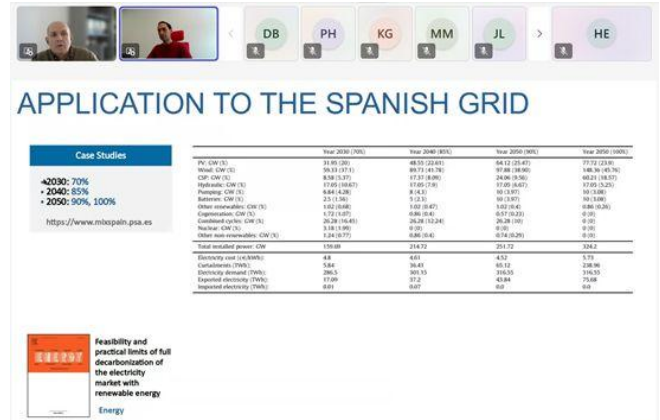 DB
PH
KG
MM
JL
HE
APPLICATION TO THE SPANISH GRID
Case Studies
2030: 70%
• 2040: 85%
• 2050: 90%, 100%
https://www.mixspain.psa.es
Year 2030 (70%) Year 2040 (85%) Year 2050 (90%) Year 2050 (100%)
PV: GW (%) 31.95 (20) 48.55 (22.61) 64.12 (25.47) 77.72 (23.9)
Wind: GW (%) 59.33 (37.1) 89.73 (41.78) 97.88 (38.90) 148.36 (45.76)
CSP: GW (%) 8.58 (5.37) 17.37 (8.09) 24.06 (9.56) 60.21 (18.57)
Hydraulic: GW (%) 17.05 (10.67) 17.05 (7.9) 17.05 (6.67) 17.05 (5.25)
Pumping: GW (%) 6.84 (4.28) 8 (4.3) 10 (3.97) 10 (3.08)
Batteries: GW (%) 2.5 (1.56) 5 (2.3) 10 (3.97) 10 (3.08)
Other renewables: GW (%) 1.02 (0.68) 1.02 (0.47) 1.02 (0.4) 0.86 (0.26)
Cogeneration: GW (%) 1.72 (1.07) 0.86 (0.4) 0.57 (0.23) 0 (0)
Combined cycles: GW (%) 26.28 (16.45) 26.28 (12.24) 26.28 (10) 0 (0)
Nuclear: GW (%) 3.18 (1.99) 0 (0) 0 (0) 0 (0)
Other non-renewables: GW (%) 1.24 (0.77) 0.86 (0.4) 0.74 (0.29) 0 (0)
Total installed power: GW 159.69 214.72 251.72 324.2
Electricity cost (c€/kWh) 4.8 4.61 4.52 5.73
Curtailments (TWh) 5.84 36.41 65.12 238.96
Electricity demand (TWh) 286.5 301.55 316.55 316.55
Exported electricity (TWh) 17.09 37.2 43.84 75.68
Imported electricity (TWh) 0.01 0.07 0.0 0.0
ENERGY
Feasibility and
practical limits of full
decarbonization of
the electricity
market with
renewable energy
Energy